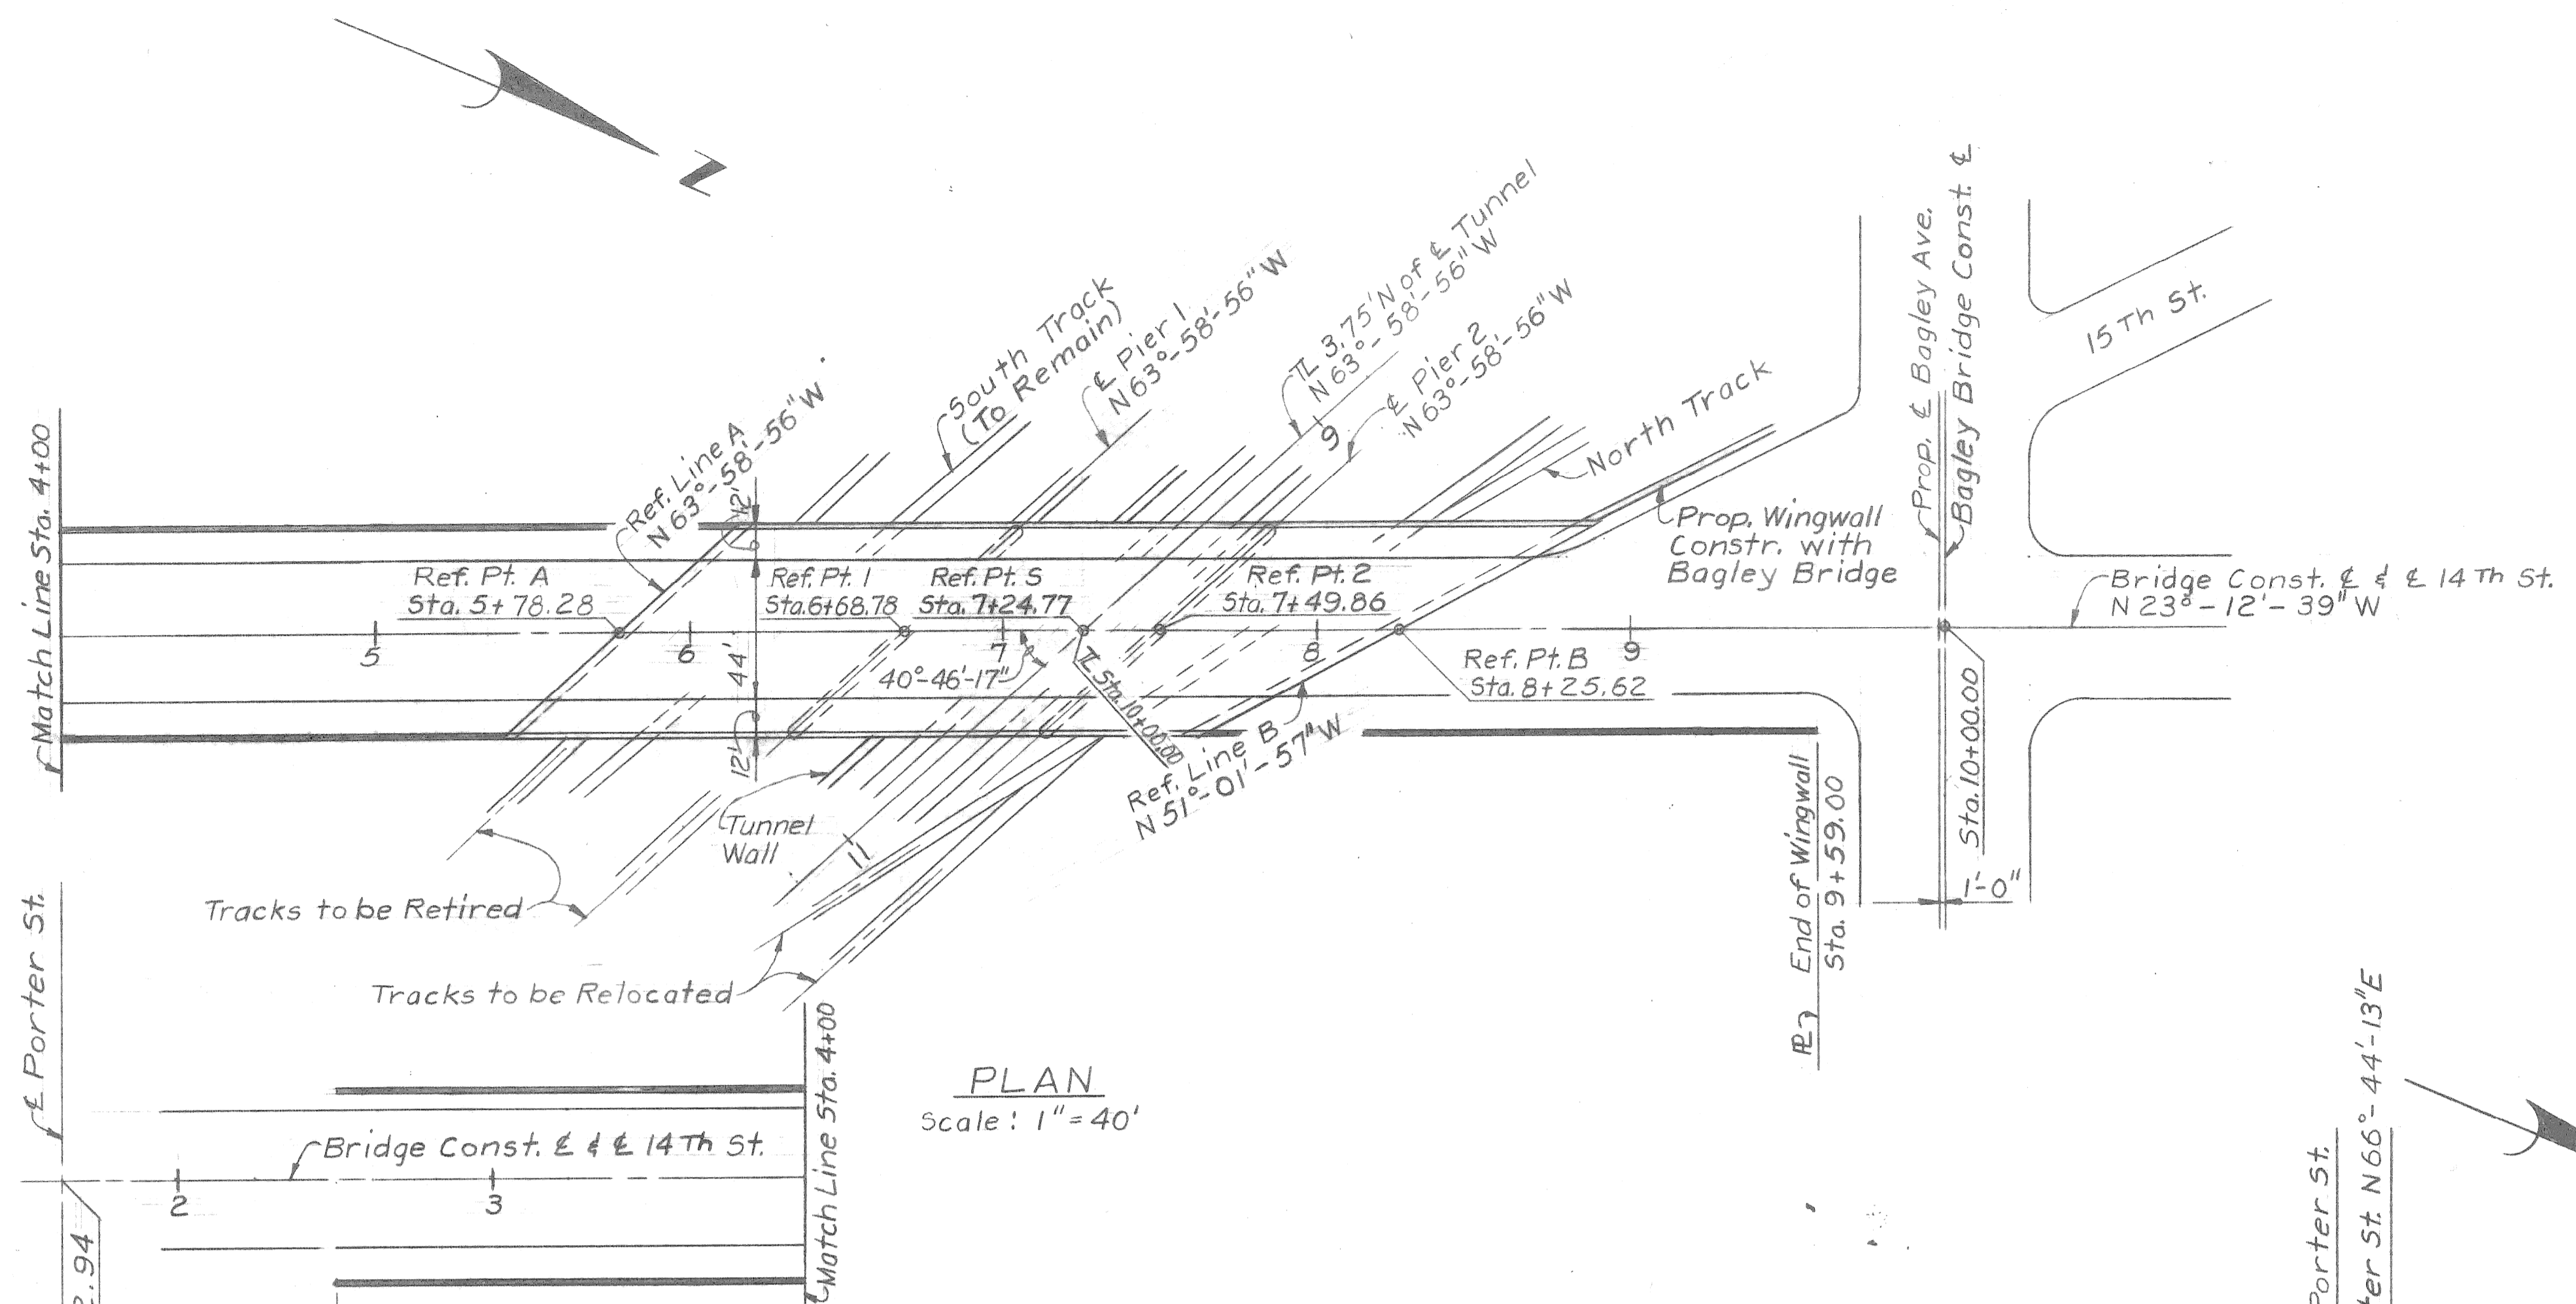 N
Match Line Sta. 4+00
Ref. Line A
N 63°-58'-56" W
12'
South Track
(To Remain)
℄ Pier 1
N 63°-58'-56" W
TL 3.75' N of ℄ Tunnel
N 63°-58'-56" W
9
℄ Pier 2
N 63°-58'-56" W
North Track
Prop. Wingwall
Constr. with
Bagley Bridge
Prop. ℄ Bagley Ave.
Bagley Bridge Const. ℄
15 Th St.
Ref. Pt. A
Sta. 5+78.28
Ref. Pt. 1
Sta. 6+68.78
Ref. Pt. S
Sta. 7+24.77
Ref. Pt. 2
Sta. 7+49.86
Bridge Const. ℄ & ℄ 14 Th St.
N 23°-12'-39" W
5
6
7
8
9
44'
40°-46'-17"
TL Sta. 10+00.00
Ref. Pt. B
Sta. 8+25.62
12'
Ref. Line B
N 51°-01'-57" W
Tunnel
Wall
11
Tracks to be Retired
Tracks to be Relocated
PL End of Wingwall
Sta. 9+59.00
Sta. 10+00.00
1'-0"
℄ Porter St.
Bridge Const. ℄ & ℄ 14 Th St.
2
3
Match Line Sta. 4+00
PLAN
Scale: 1"=40'
.94
Porter St.
er St. N 66°-44'-13" E